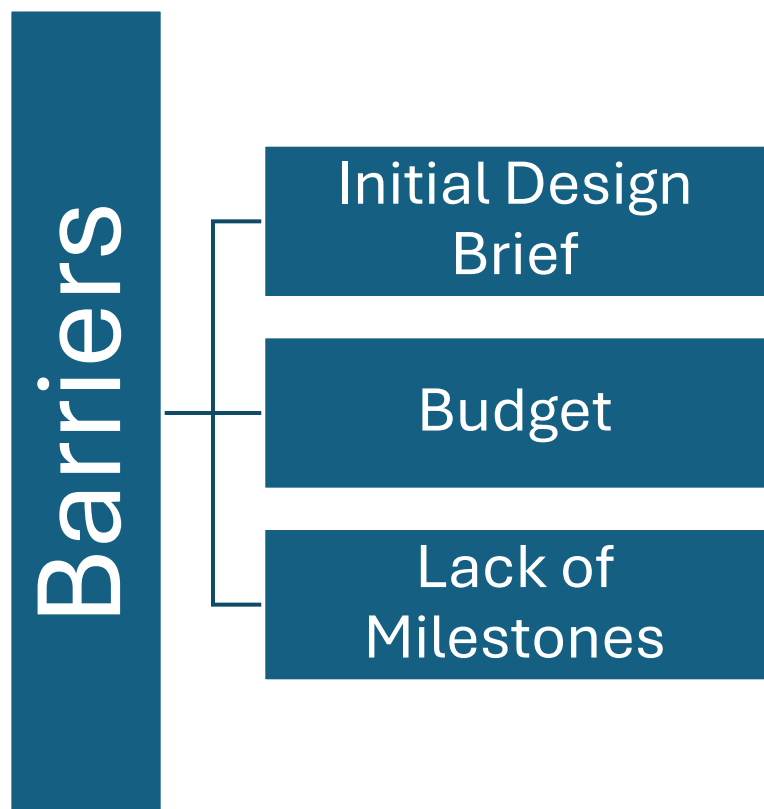 Barriers
Initial Design
Brief
Budget
Lack of
Milestones